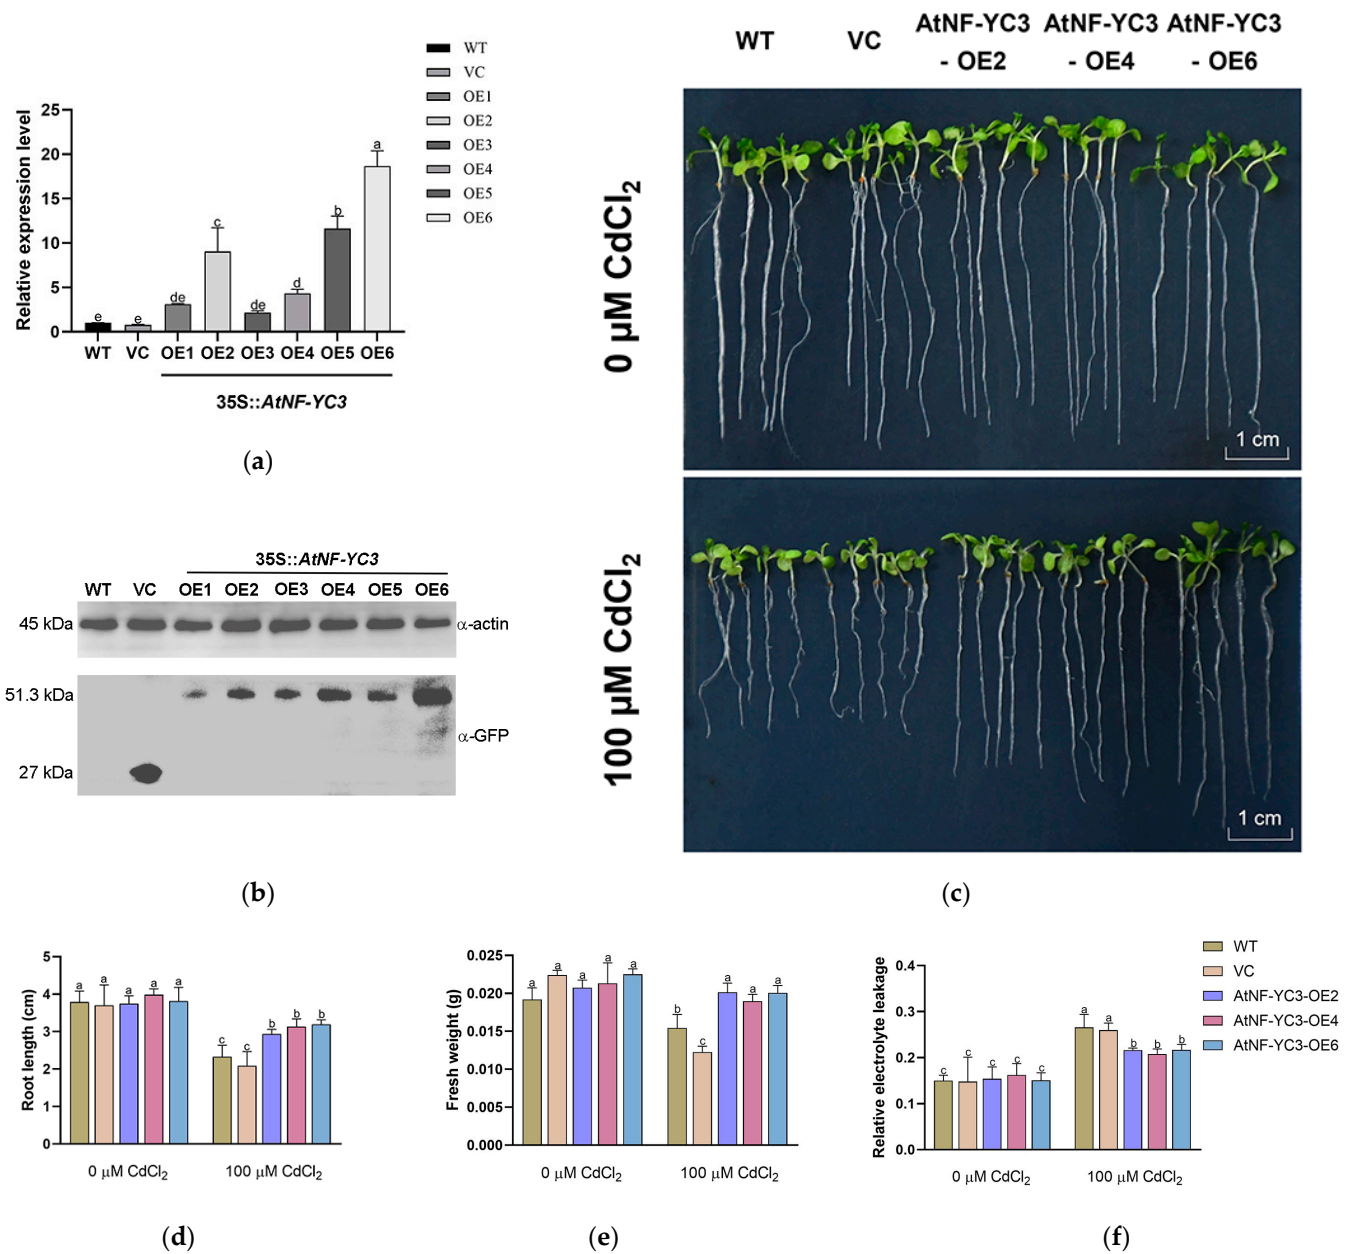 WT
VC
OE1
OE2
OE3
OE4
OE5
OE6
Relative expression level
25
20
15
10
5
0
e
e
de
c
de
d
b
a
WT VC OE1 OE2 OE3 OE4 OE5 OE6
35S::AtNF-YC3
(a)
35S::AtNF-YC3
WT VC OE1 OE2 OE3 OE4 OE5 OE6
45 kDa
α-actin
51.3 kDa
α-GFP
27 kDa
(b)
WT
VC
AtNF-YC3
- OE2
AtNF-YC3
- OE4
AtNF-YC3
- OE6
0 μM CdCl2
1 cm
100 μM CdCl2
1 cm
(c)
Root length (cm)
5
4
3
2
1
0
a a a a a
c c b b b
0 μM CdCl2
100 μM CdCl2
(d)
Fresh weight (g)
0.025
0.020
0.015
0.010
0.005
0.000
a a a a a
b c a a a
0 μM CdCl2
100 μM CdCl2
(e)
Relative electrolyte leakage
0.4
0.3
0.2
0.1
0.0
c c c c c
a a b b b
0 μM CdCl2
100 μM CdCl2
WT
VC
AtNF-YC3-OE2
AtNF-YC3-OE4
AtNF-YC3-OE6
(f)